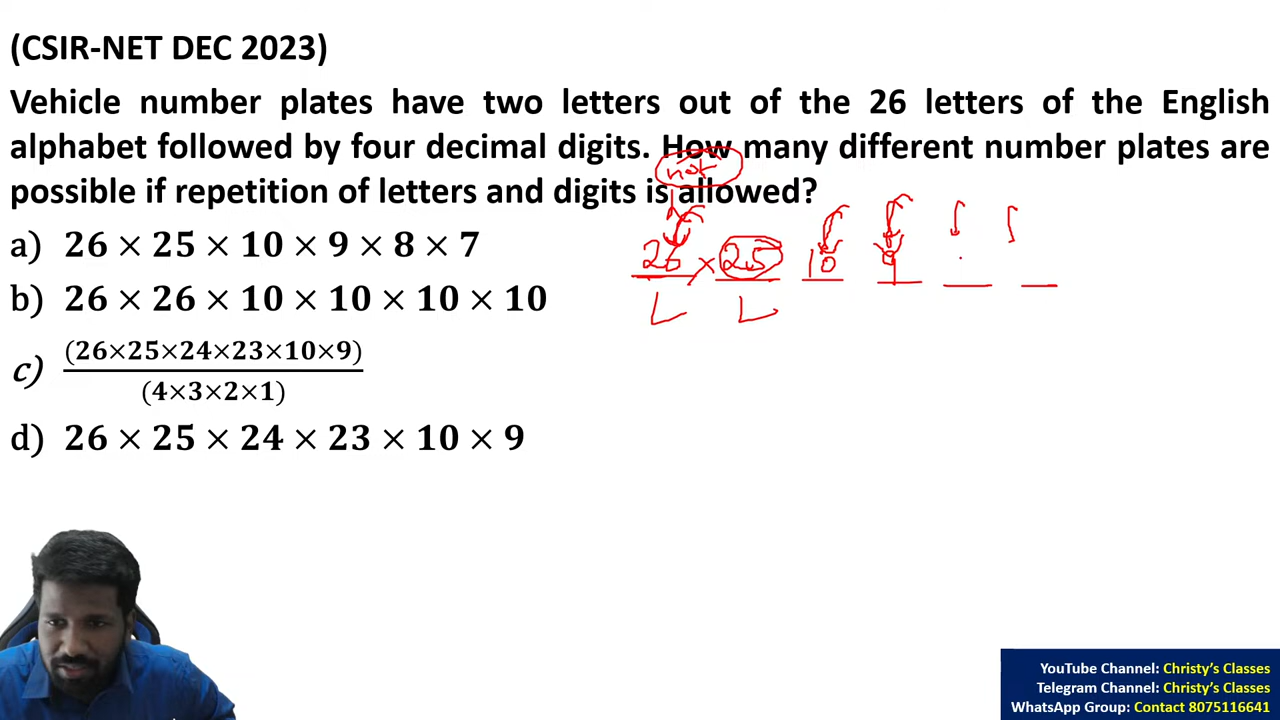 (CSIR-NET DEC 2023)
Vehicle number plates have two letters out of the 26 letters of the English
alphabet followed by four decimal digits. How many different number plates are
not
possible if repetition of letters and digits is allowed?
a) 26 × 25 × 10 × 9 × 8 × 7
26 × 25 10 9
b) 26 × 26 × 10 × 10 × 10 × 10
L L
c) (26×25×24×23×10×9)
(4×3×2×1)
d) 26 × 25 × 24 × 23 × 10 × 9
YouTube Channel: Christy's Classes
Telegram Channel: Christy's Classes
WhatsApp Group: Contact 8075116641